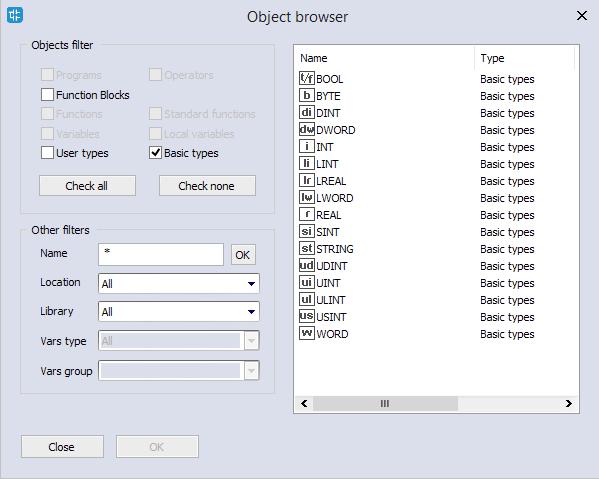 Object browser
Objects filter
Programs
Operators
Function Blocks
Functions
Standard functions
Variables
Local variables
User types
Basic types
Check all
Check none
Other filters
Name
*
OK
Location
All
Library
All
Vars type
All
Vars group
Close
OK
Name Type
t/f BOOL Basic types
b BYTE Basic types
di DINT Basic types
dw DWORD Basic types
i INT Basic types
li LINT Basic types
lr LREAL Basic types
lw LWORD Basic types
r REAL Basic types
si SINT Basic types
st STRING Basic types
ud UDINT Basic types
ui UINT Basic types
ul ULINT Basic types
us USINT Basic types
w WORD Basic types